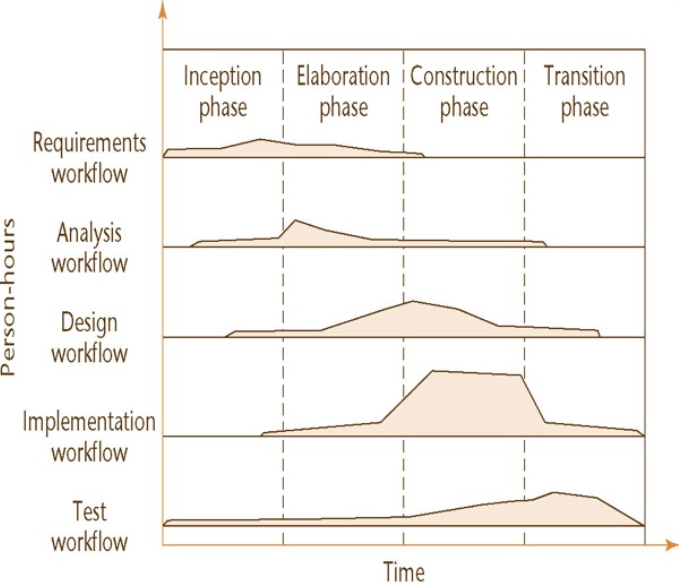 Inception
phase
Elaboration
phase
Construction
phase
Transition
phase
Requirements
workflow
Analysis
workflow
Design
workflow
Implementation
workflow
Test
workflow
Person-hours
Time